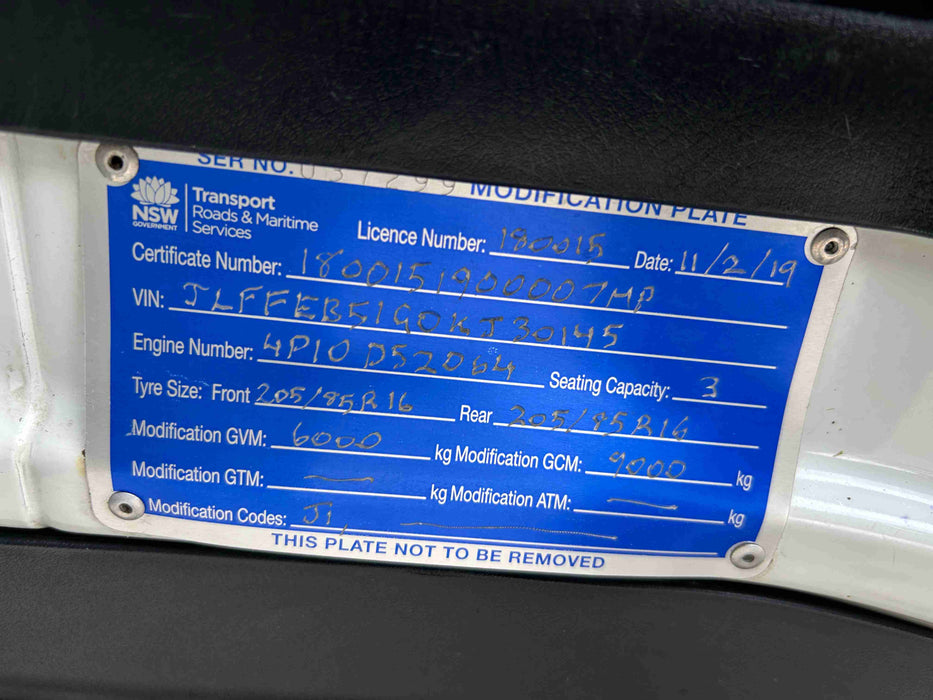 SER NO. 037299 MODIFICATION PLATE
NSW GOVERNMENT
Transport
Roads & Maritime
Services
Licence Number: 180015 Date: 11/2/19
Certificate Number: 1800151900007MP
VIN: JLFFEB51G0KJ30145
Engine Number: 4P10 D52064 Seating Capacity: 3
Tyre Size: Front 205/85R16 Rear 205/85R16
Modification GVM: 6000 kg Modification GCM: 9000 kg
Modification GTM: — kg Modification ATM: — kg
Modification Codes: J1,
THIS PLATE NOT TO BE REMOVED